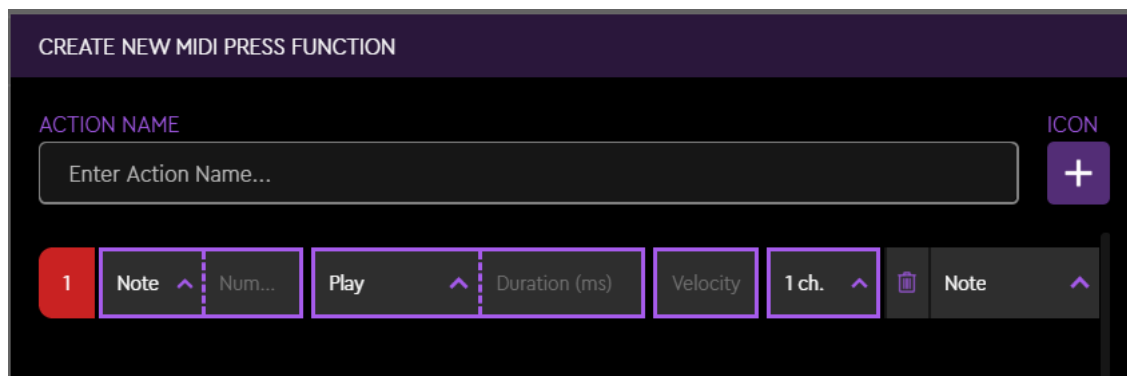 CREATE NEW MIDI PRESS FUNCTION
ACTION NAME ICON
Enter Action Name...
1 Note Num... Play Duration (ms) Velocity 1 ch. Note